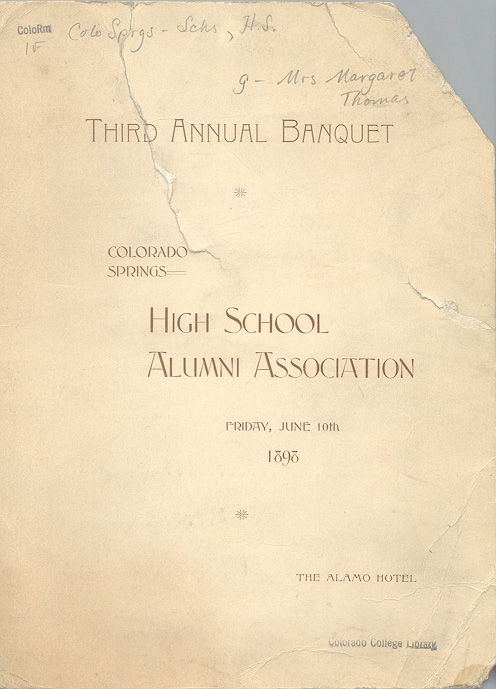 ColoRm
1F
Colo Sprgs - Schs, H.S.
g - Mrs Margaret
Thomas
THIRD ANNUAL BANQUET
COLORADO
SPRINGS—
HIGH SCHOOL
ALUMNI ASSOCIATION
FRIDAY, JUNE 10th
1898
THE ALAMO HOTEL
Colorado College Library